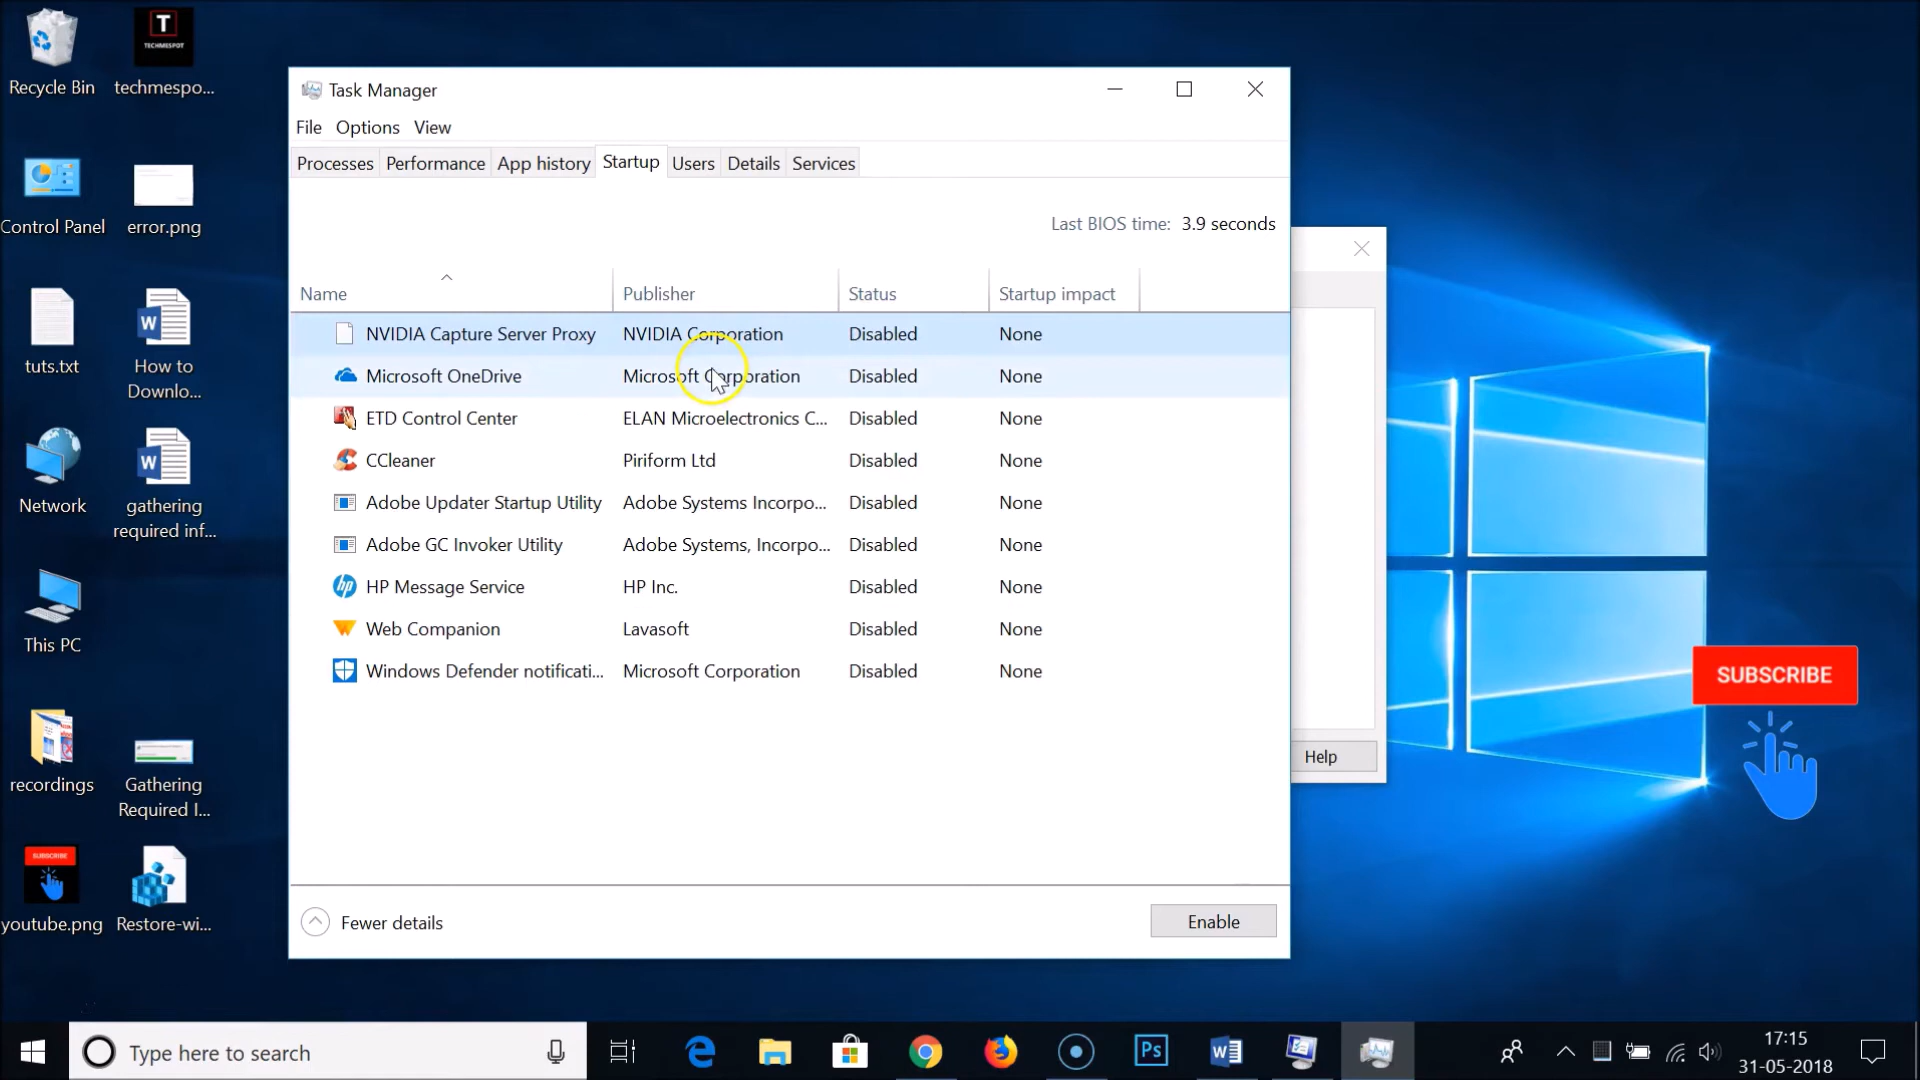 Recycle Bin
T
TECHMESPOT
techmespo...
Control Panel
error.png
tuts.txt
How to
Downlo...
Network
gathering
required inf...
This PC
recordings
Gathering
Required I...
SUBSCRIBE
youtube.png
Restore-wi...
Task Manager
File Options View
Processes Performance App history Startup Users Details Services
Last BIOS time: 3.9 seconds
Name Publisher Status Startup impact
NVIDIA Capture Server Proxy NVIDIA Corporation Disabled None
Microsoft OneDrive Microsoft Corporation Disabled None
ETD Control Center ELAN Microelectronics C... Disabled None
CCleaner Piriform Ltd Disabled None
Adobe Updater Startup Utility Adobe Systems Incorpo... Disabled None
Adobe GC Invoker Utility Adobe Systems, Incorpo... Disabled None
hp HP Message Service HP Inc. Disabled None
Web Companion Lavasoft Disabled None
Windows Defender notificati... Microsoft Corporation Disabled None
Fewer details Enable
Help
SUBSCRIBE
Type here to search
Ps
17:15
31-05-2018